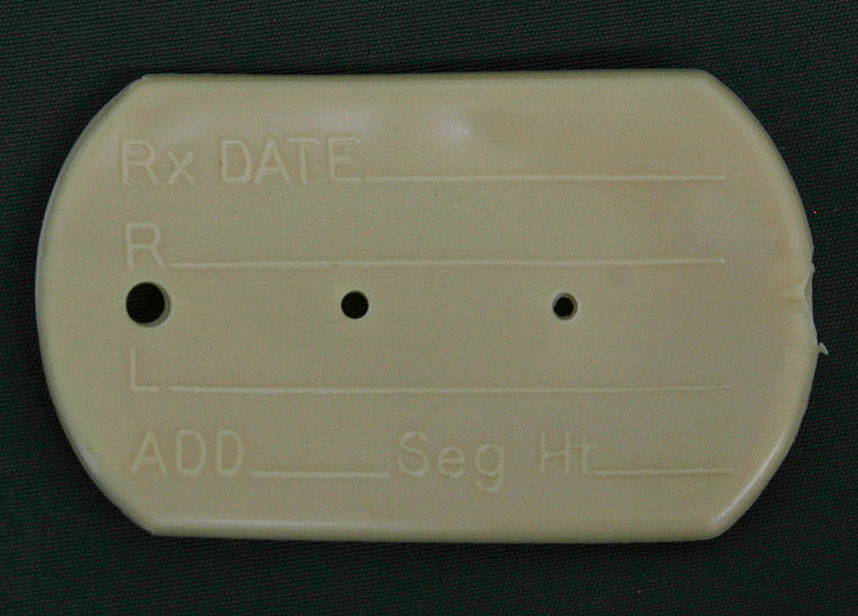 Rx DATE
R
L
ADD Seg Ht